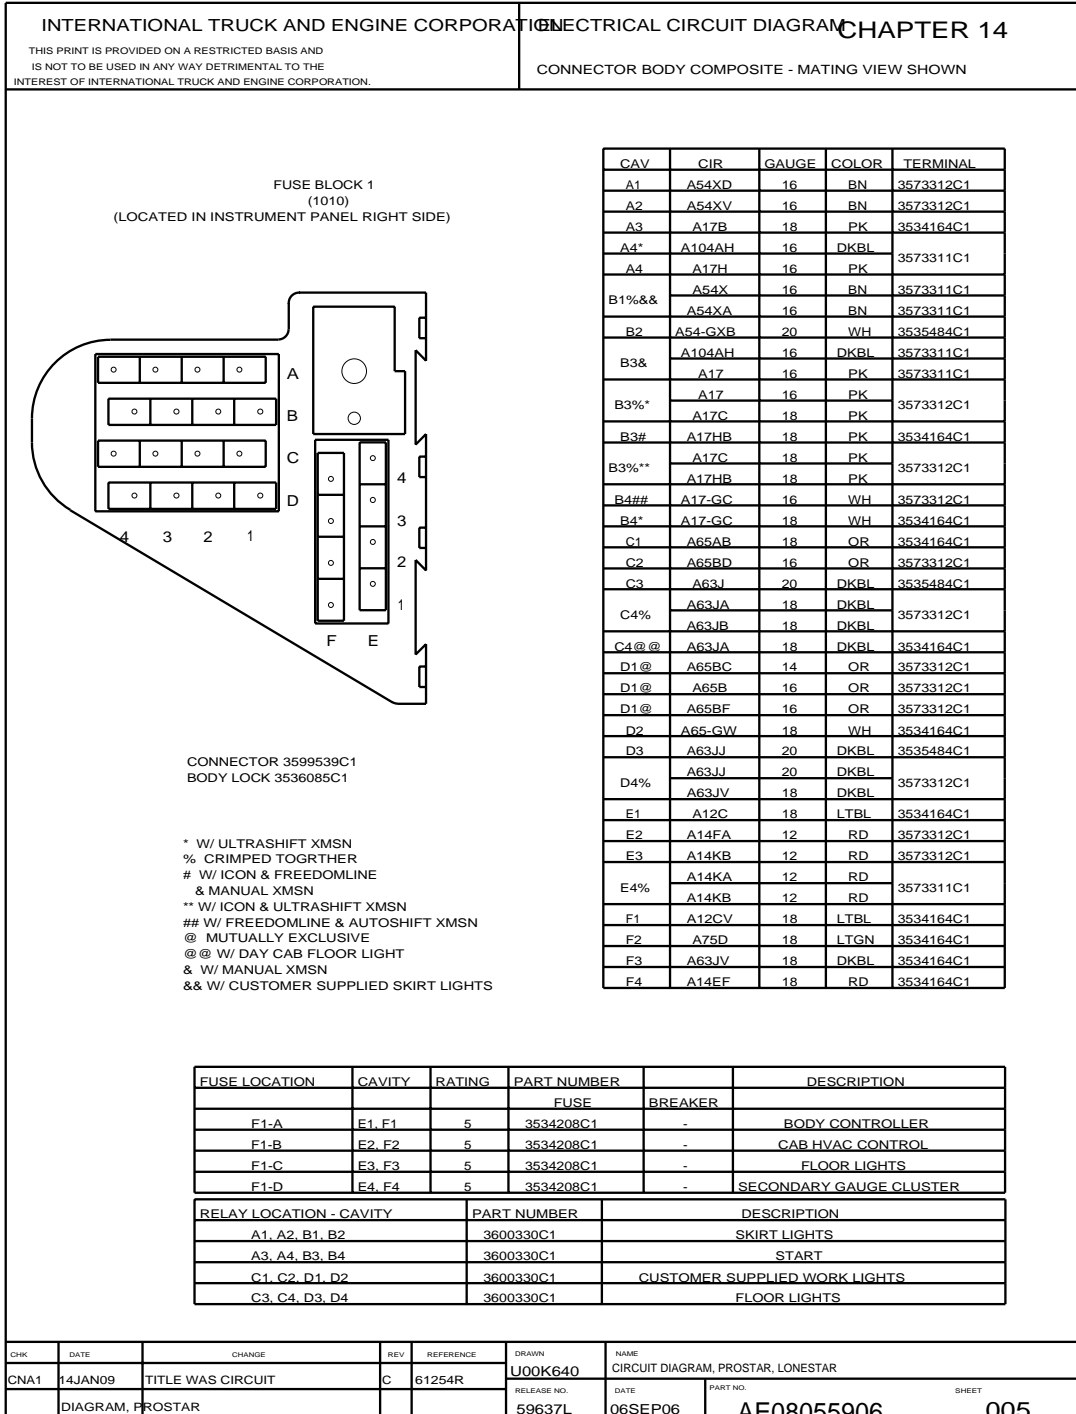 INTERNATIONAL TRUCK AND ENGINE CORPORATION
THIS PRINT IS PROVIDED ON A RESTRICTED BASIS AND
IS NOT TO BE USED IN ANY WAY DETRIMENTAL TO THE
INTEREST OF INTERNATIONAL TRUCK AND ENGINE CORPORATION.
ELECTRICAL CIRCUIT DIAGRAM
CHAPTER 14
CONNECTOR BODY COMPOSITE - MATING VIEW SHOWN
FUSE BLOCK 1
(1010)
(LOCATED IN INSTRUMENT PANEL RIGHT SIDE)
A
B
C
D
4 3 2 1
4
3
2
1
F E
CONNECTOR 3599539C1
BODY LOCK 3536085C1
* W/ ULTRASHIFT XMSN
% CRIMPED TOGRTHER
# W/ ICON & FREEDOMLINE
& MANUAL XMSN
** W/ ICON & ULTRASHIFT XMSN
## W/ FREEDOMLINE & AUTOSHIFT XMSN
@ MUTUALLY EXCLUSIVE
@@ W/ DAY CAB FLOOR LIGHT
& W/ MANUAL XMSN
&& W/ CUSTOMER SUPPLIED SKIRT LIGHTS
CAV CIR GAUGE COLOR TERMINAL
A1 A54XD 16 BN 3573312C1
A2 A54XV 16 BN 3573312C1
A3 A17B 18 PK 3534164C1
A4* A104AH 16 DKBL 3573311C1
A4 A17H 16 PK
B1%&& A54X 16 BN 3573311C1
A54XA 16 BN 3573311C1
B2 A54-GXB 20 WH 3535484C1
B3& A104AH 16 DKBL 3573311C1
A17 16 PK 3573311C1
B3%* A17 16 PK 3573312C1
A17C 18 PK
B3# A17HB 18 PK 3534164C1
B3%** A17C 18 PK 3573312C1
A17HB 18 PK
B4## A17-GC 16 WH 3573312C1
B4* A17-GC 18 WH 3534164C1
C1 A65AB 18 OR 3534164C1
C2 A65BD 16 OR 3573312C1
C3 A63J 20 DKBL 3535484C1
C4% A63JA 18 DKBL 3573312C1
A63JB 18 DKBL
C4@@ A63JA 18 DKBL 3534164C1
D1@ A65BC 14 OR 3573312C1
D1@ A65B 16 OR 3573312C1
D1@ A65BF 16 OR 3573312C1
D2 A65-GW 18 WH 3534164C1
D3 A63JJ 20 DKBL 3535484C1
D4% A63JJ 20 DKBL 3573312C1
A63JV 18 DKBL
E1 A12C 18 LTBL 3534164C1
E2 A14FA 12 RD 3573312C1
E3 A14KB 12 RD 3573312C1
E4% A14KA 12 RD 3573311C1
A14KB 12 RD
F1 A12CV 18 LTBL 3534164C1
F2 A75D 18 LTGN 3534164C1
F3 A63JV 18 DKBL 3534164C1
F4 A14EF 18 RD 3534164C1
FUSE LOCATION CAVITY RATING PART NUMBER DESCRIPTION
FUSE BREAKER
F1-A E1, F1 5 3534208C1 - BODY CONTROLLER
F1-B E2, F2 5 3534208C1 - CAB HVAC CONTROL
F1-C E3, F3 5 3534208C1 - FLOOR LIGHTS
F1-D E4, F4 5 3534208C1 - SECONDARY GAUGE CLUSTER
RELAY LOCATION - CAVITY PART NUMBER DESCRIPTION
A1, A2, B1, B2 3600330C1 SKIRT LIGHTS
A3, A4, B3, B4 3600330C1 START
C1, C2, D1, D2 3600330C1 CUSTOMER SUPPLIED WORK LIGHTS
C3, C4, D3, D4 3600330C1 FLOOR LIGHTS
CHK DATE CHANGE REV REFERENCE DRAWN NAME
CNA1 14JAN09 TITLE WAS CIRCUIT C 61254R U00K640 CIRCUIT DIAGRAM, PROSTAR, LONESTAR
RELEASE NO. DATE PART NO. SHEET
DIAGRAM, PROSTAR 59637L 06SEP06 AE08055906 005